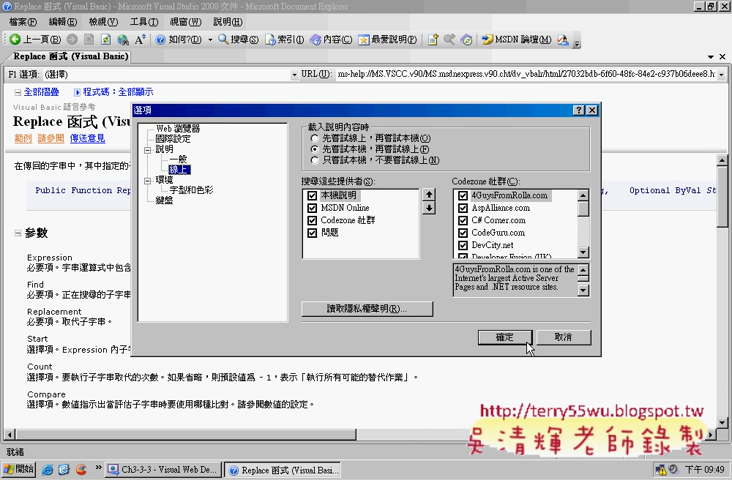 Replace 函式 (Visual Basic) - Microsoft Visual Studio 2008 文件 - Microsoft Document Explorer
檔案(F) 編輯(E) 檢視(V) 工具(T) 視窗(W) 說明(H)
上一頁(B) 如何?(D) 搜尋(S) 索引(I) 內容(C) 最愛說明(P) MSDN 論壇(M)
Replace 函式 (Visual Basic)
F1 選項: (選擇) URL(U): ms-help://MS.VSCC.v90/MS.msdnexpress.v90.cht/dv_vbalr/html/27032bdb-6f60-48fc-84e2-c937b06deee8.h
全部摺疊 程式碼：全部顯示
Visual Basic 語言參考
Replace 函式 (Visu
範例 請參閱 傳送意見
在傳回的字串中，其中指定的子
Public Function Rep
Optional ByVal St
參數
Expression
必要項。字串運算式中包含
Find
必要項。正在搜尋的子字串
Replacement
必要項。取代子字串。
Start
選擇項。Expression 內子字
Count
選擇項。要執行子字串取代的次數。如果省略，則預設值為 -1，表示「執行所有可能的替代作業」。
Compare
選擇項。數值指示出當評估子字串時要使用哪種比對。請參閱數值的設定。
選項
Web 瀏覽器
國際設定
說明
一般
線上
環境
字型和色彩
鍵盤
載入說明內容時
先嘗試線上，再嘗試本機(O)
先嘗試本機，再嘗試線上(F)
只嘗試本機，不要嘗試線上(N)
搜尋這些提供者(S):
本機說明
MSDN Online
Codezone 社群
問題
Codezone 社群(C):
4GuysFromRolla.com
AspAlliance.com
C# Corner.com
CodeGuru.com
DevCity.net
Developer Fusion (UK)
4GuysFromRolla.com is one of the
Internet's largest Active Server
Pages and .NET resource sites.
讀取隱私權聲明(R)...
確定 取消
http://terry55wu.blogspot.tw
吳清輝老師錄製
就緒
開始 Ch3-3-3 - Visual Web De... Replace 函式 (Visual Basi... 下午 09:49